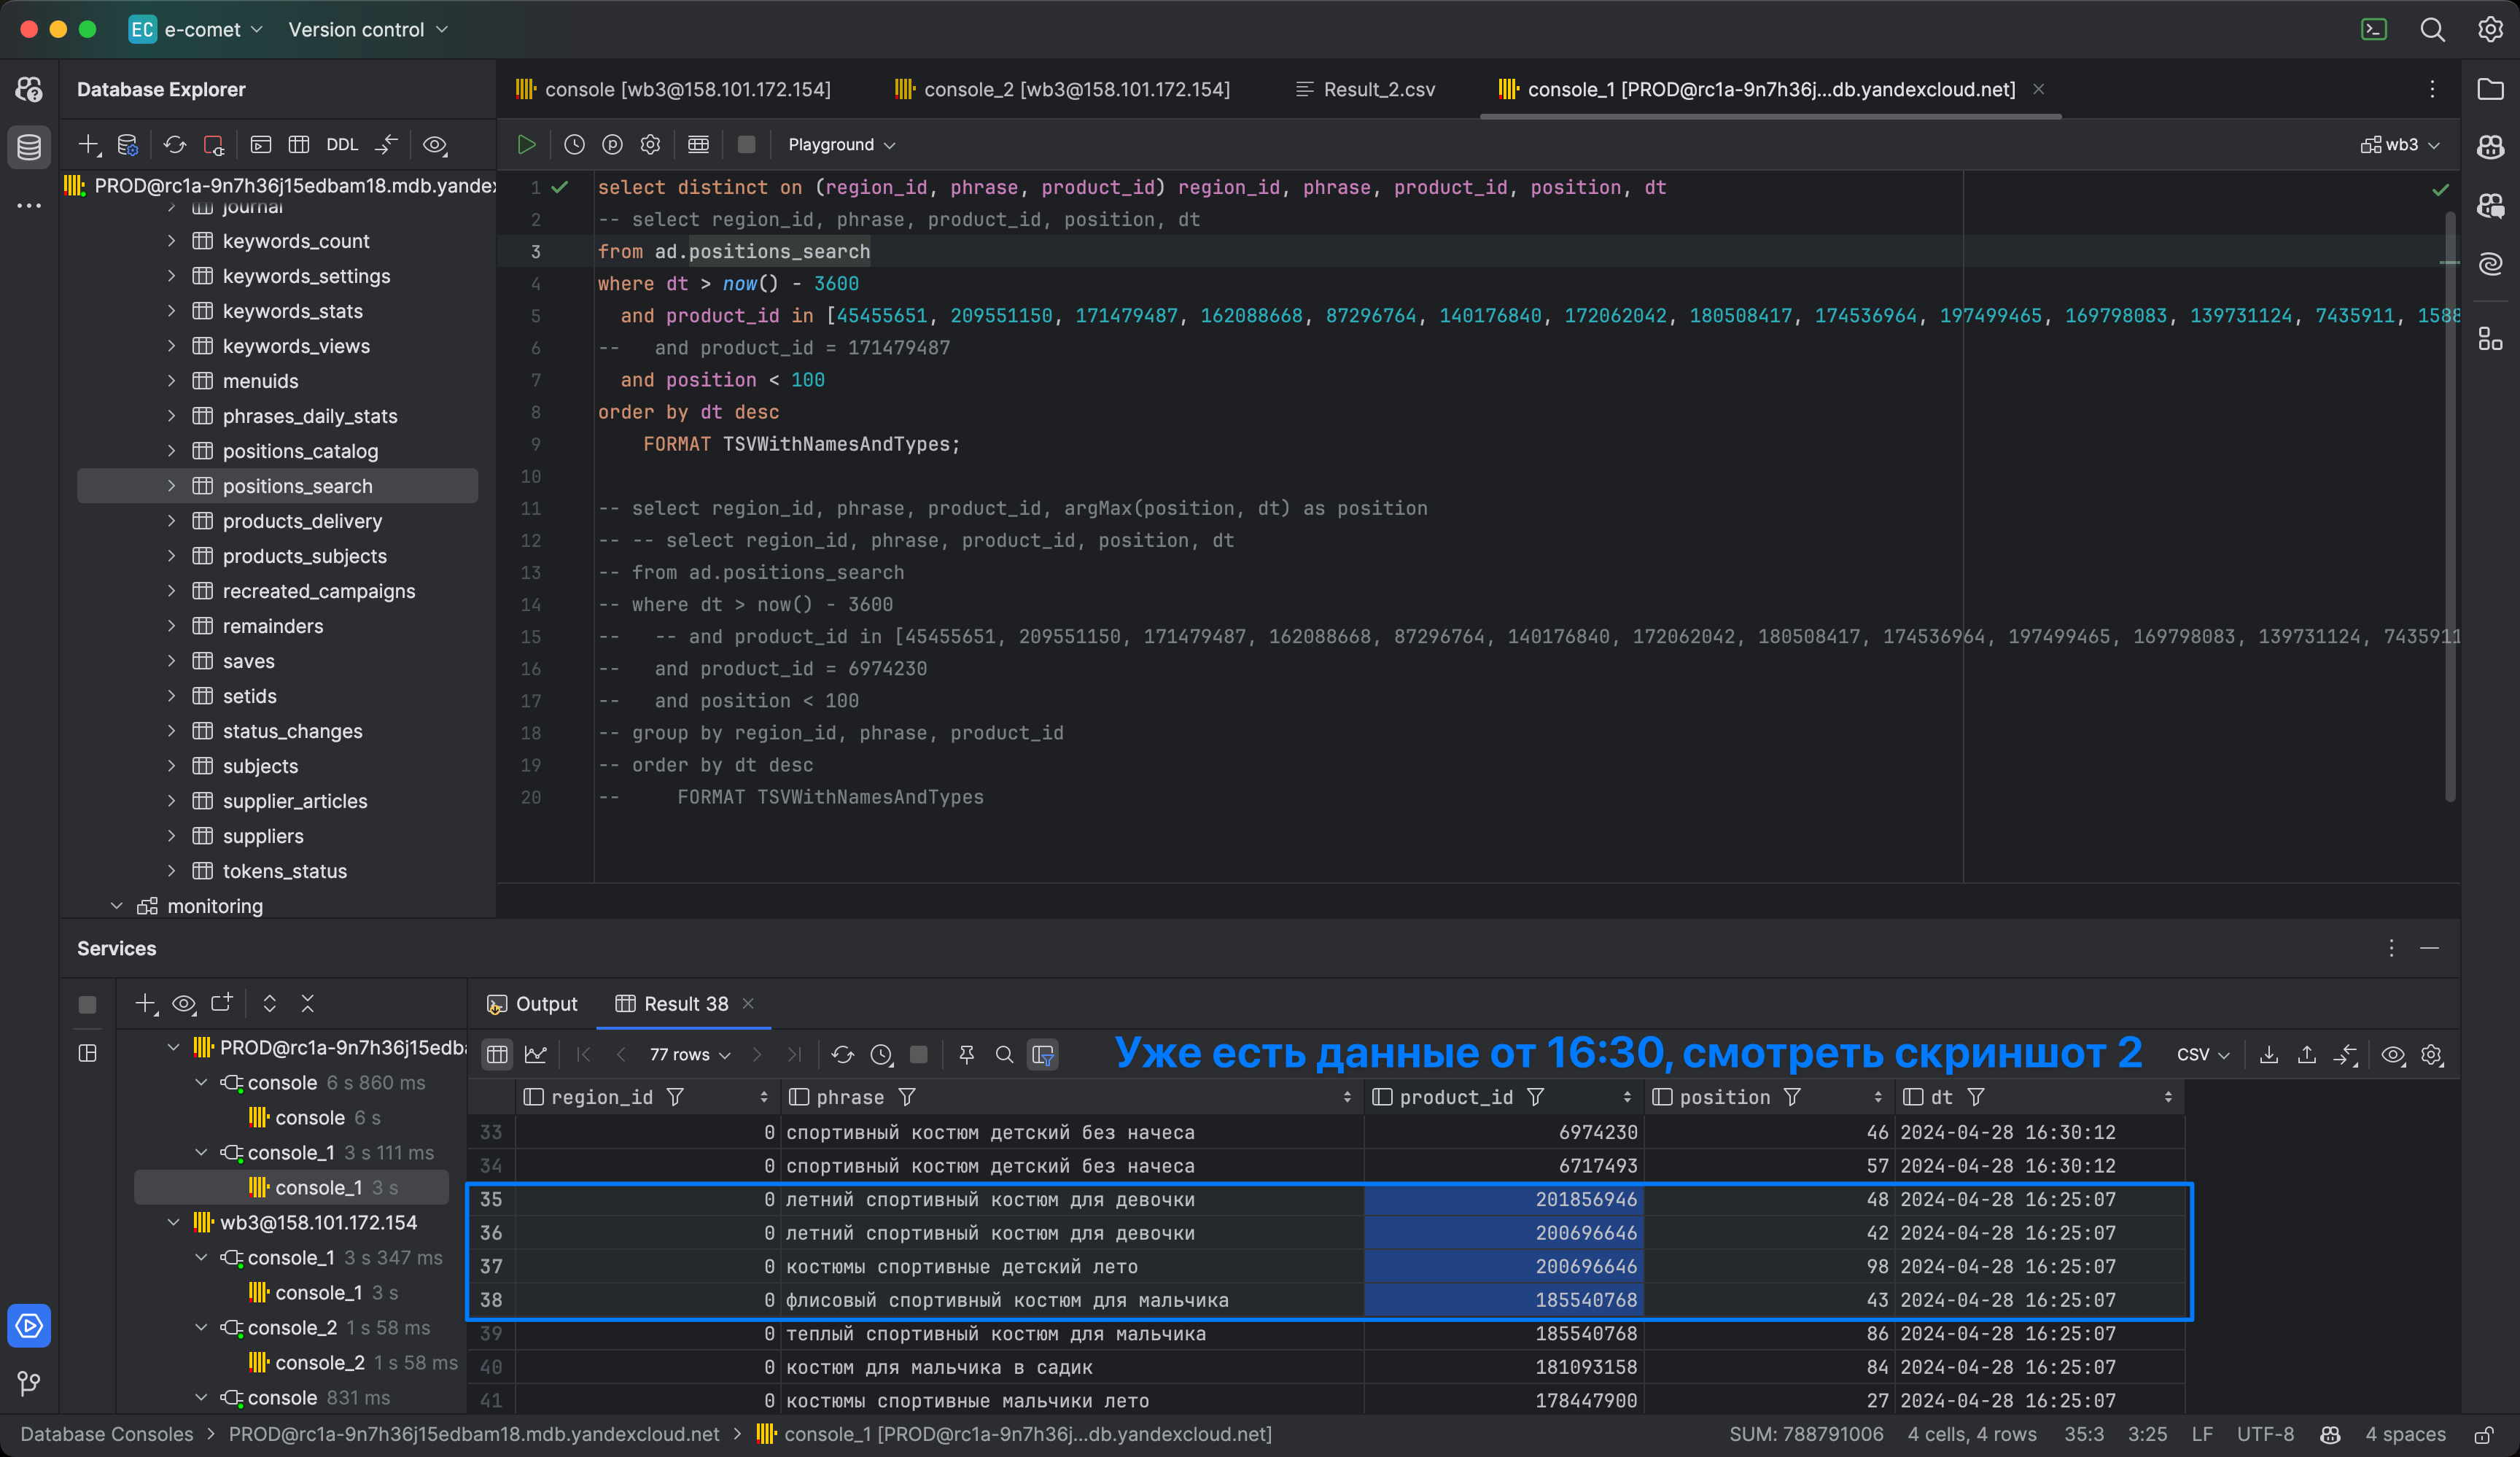 EC e-comet Version control
Database Explorer
DDL
PROD@rc1a-9n7h36j15edbam18.mdb.yandex
journal
keywords_count
keywords_settings
keywords_stats
keywords_views
menuids
phrases_daily_stats
positions_catalog
positions_search
products_delivery
products_subjects
recreated_campaigns
remainders
saves
setids
status_changes
subjects
supplier_articles
suppliers
tokens_status
monitoring
console [wb3@158.101.172.154] console_2 [wb3@158.101.172.154] Result_2.csv console_1 [PROD@rc1a-9n7h36j...db.yandexcloud.net]
Playground wb3
1 select distinct on (region_id, phrase, product_id) region_id, phrase, product_id, position, dt
2 -- select region_id, phrase, product_id, position, dt
3 from ad.positions_search
4 where dt > now() - 3600
5 and product_id in [45455651, 209551150, 171479487, 162088668, 87296764, 140176840, 172062042, 180508417, 174536964, 197499465, 169798083, 139731124, 7435911, 1588
6 -- and product_id = 171479487
7 and position < 100
8 order by dt desc
9 FORMAT TSVWithNamesAndTypes;
10
11 -- select region_id, phrase, product_id, argMax(position, dt) as position
12 -- -- select region_id, phrase, product_id, position, dt
13 -- from ad.positions_search
14 -- where dt > now() - 3600
15 -- -- and product_id in [45455651, 209551150, 171479487, 162088668, 87296764, 140176840, 172062042, 180508417, 174536964, 197499465, 169798083, 139731124, 7435911
16 -- and product_id = 6974230
17 -- and position < 100
18 -- group by region_id, phrase, product_id
19 -- order by dt desc
20 -- FORMAT TSVWithNamesAndTypes
Services
PROD@rc1a-9n7h36j15edba
console 6 s 860 ms
console 6 s
console_1 3 s 111 ms
console_1 3 s
wb3@158.101.172.154
console_1 3 s 347 ms
console_1 3 s
console_2 1 s 58 ms
console_2 1 s 58 ms
console 831 ms
Output Result 38
77 rows Уже есть данные от 16:30, смотреть скриншот 2 CSV
region_id phrase product_id position dt
33 0 спортивный костюм детский без начеса 6974230 46 2024-04-28 16:30:12
34 0 спортивный костюм детский без начеса 6717493 57 2024-04-28 16:30:12
35 0 летний спортивный костюм для девочки 201856946 48 2024-04-28 16:25:07
36 0 летний спортивный костюм для девочки 200696646 42 2024-04-28 16:25:07
37 0 костюмы спортивные детский лето 200696646 98 2024-04-28 16:25:07
38 0 флисовый спортивный костюм для мальчика 185540768 43 2024-04-28 16:25:07
39 0 теплый спортивный костюм для мальчика 185540768 86 2024-04-28 16:25:07
40 0 костюм для мальчика в садик 181093158 84 2024-04-28 16:25:07
41 0 костюмы спортивные мальчики лето 178447900 27 2024-04-28 16:25:07
Database Consoles > PROD@rc1a-9n7h36j15edbam18.mdb.yandexcloud.net > console_1 [PROD@rc1a-9n7h36j...db.yandexcloud.net] SUM: 788791006 4 cells, 4 rows 35:3 3:25 LF UTF-8 4 spaces